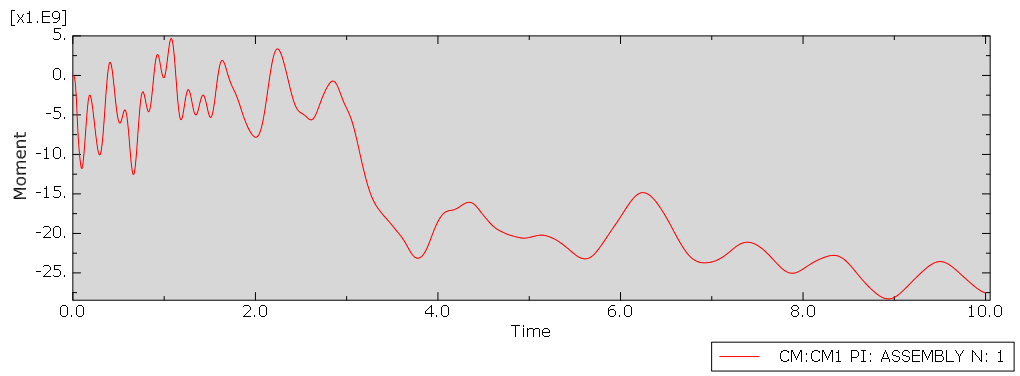 [x1.E9]
5.
0.
-5.
-10.
-15.
-20.
-25.
Moment
0.0 2.0 4.0 6.0 8.0 10.0
Time
CM:CM1 PI: ASSEMBLY N: 1